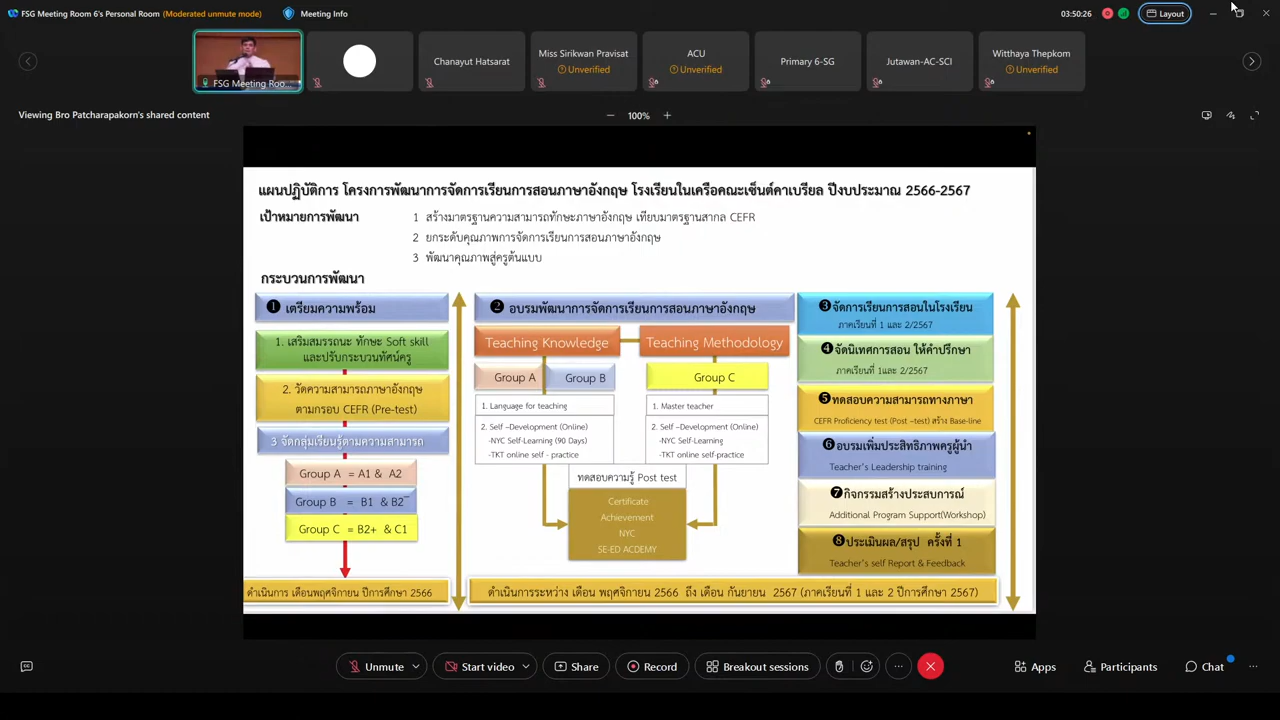 FSG Meeting Room 6's Personal Room (Moderated unmute mode)
Meeting Info
03:50:26
Layout
FSG Meeting Roo...
Chanayut Hatsarat
Miss Sirikwan Pravisat
Unverified
ACU
Unverified
Primary 6-SG
Jutawan-AC-SCI
Witthaya Thepkom
Unverified
Viewing Bro Patcharapakorn's shared content
100%
แผนปฏิบัติการ โครงการพัฒนาการจัดการเรียนการสอนภาษาอังกฤษ โรงเรียนในเครือคณะเซ็นต์คาเบรียล ปีงบประมาณ 2566-2567
เป้าหมายการพัฒนา
1 สร้างมาตรฐานความสามารถทักษะภาษาอังกฤษ เทียบมาตรฐานสากล CEFR
2 ยกระดับคุณภาพการจัดการเรียนการสอนภาษาอังกฤษ
3 พัฒนาคุณภาพสู่ครูต้นแบบ
กระบวนการพัฒนา
❶ เตรียมความพร้อม
1. เสริมสมรรถนะ ทักษะ Soft skill
และปรับกระบวนทัศน์ครู
2. วัดความสามารถภาษาอังกฤษ
ตามกรอบ CEFR (Pre-test)
3 จัดกลุ่มเรียนรู้ตามความสามารถ
Group A = A1 & A2
Group B = B1 & B2‾
Group C = B2+ & C1
ดำเนินการ เดือนพฤศจิกายน ปีการศึกษา 2566
❷ อบรมพัฒนาการจัดการเรียนการสอนภาษาอังกฤษ
Teaching Knowledge
Teaching Methodology
Group A
Group B
Group C
1. Language for teaching
2. Self –Development (Online)
-NYC Self-Learning (90 Days)
-TKT online self - practice
1. Master teacher
2. Self –Development (Online)
-NYC Self-Learning
-TKT online self-practice
ทดสอบความรู้ Post test
Certificate
Achievement
NYC
SE-ED ACDEMY
❸จัดการเรียนการสอนในโรงเรียน
ภาคเรียนที่ 1 และ 2/2567
❹จัดนิเทศการสอน ให้คำปรึกษา
ภาคเรียนที่ 1และ 2/2567
❺ทดสอบความสามารถทางภาษา
CEFR Proficiency test (Post –test) สร้าง Base-line
❻อบรมเพิ่มประสิทธิภาพครูผู้นำ
Teacher's Leadership training
❼กิจกรรมสร้างประสบการณ์
Additional Program Support(Workshop)
❽ประเมินผล/สรุป ครั้งที่ 1
Teacher's self Report & Feedback
ดำเนินการระหว่าง เดือน พฤศจิกายน 2566 ถึง เดือน กันยายน 2567 (ภาคเรียนที่ 1 และ 2 ปีการศึกษา 2567)
Unmute
Start video
Share
Record
Breakout sessions
Apps
Participants
Chat